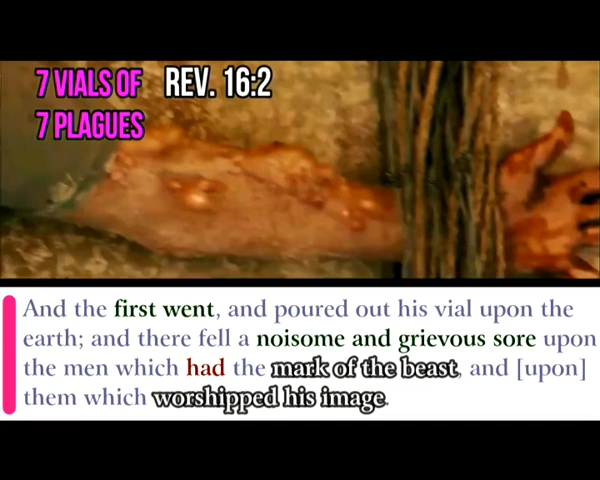 7 VIALS OF REV. 16:2
7 PLAGUES
And the first went, and poured out his vial upon the
earth; and there fell a noisome and grievous sore upon
the men which had the mark of the beast, and [upon]
them which worshipped his image.